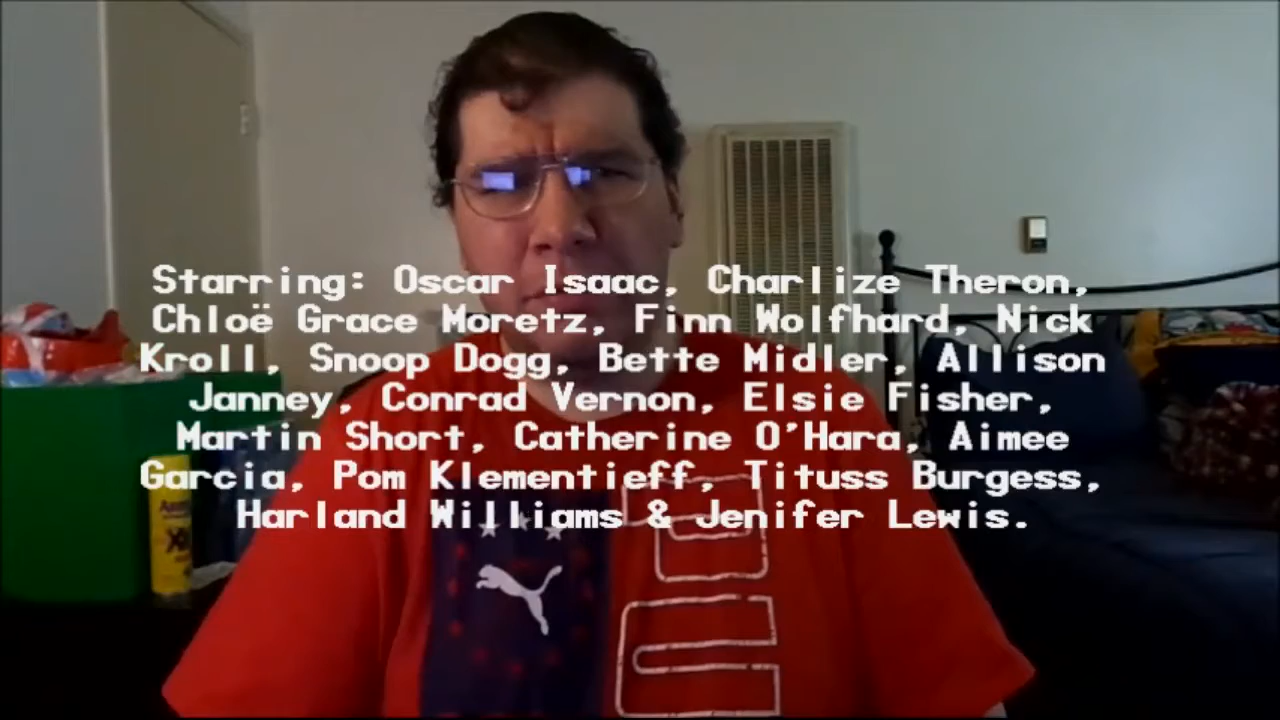 Starring: Oscar Isaac, Charlize Theron,
Chloë Grace Moretz, Finn Wolfhard, Nick
Kroll, Snoop Dogg, Bette Midler, Allison
Janney, Conrad Vernon, Elsie Fisher,
Martin Short, Catherine O'Hara, Aimee
Garcia, Pom Klementieff, Tituss Burgess,
Harland Williams & Jenifer Lewis.